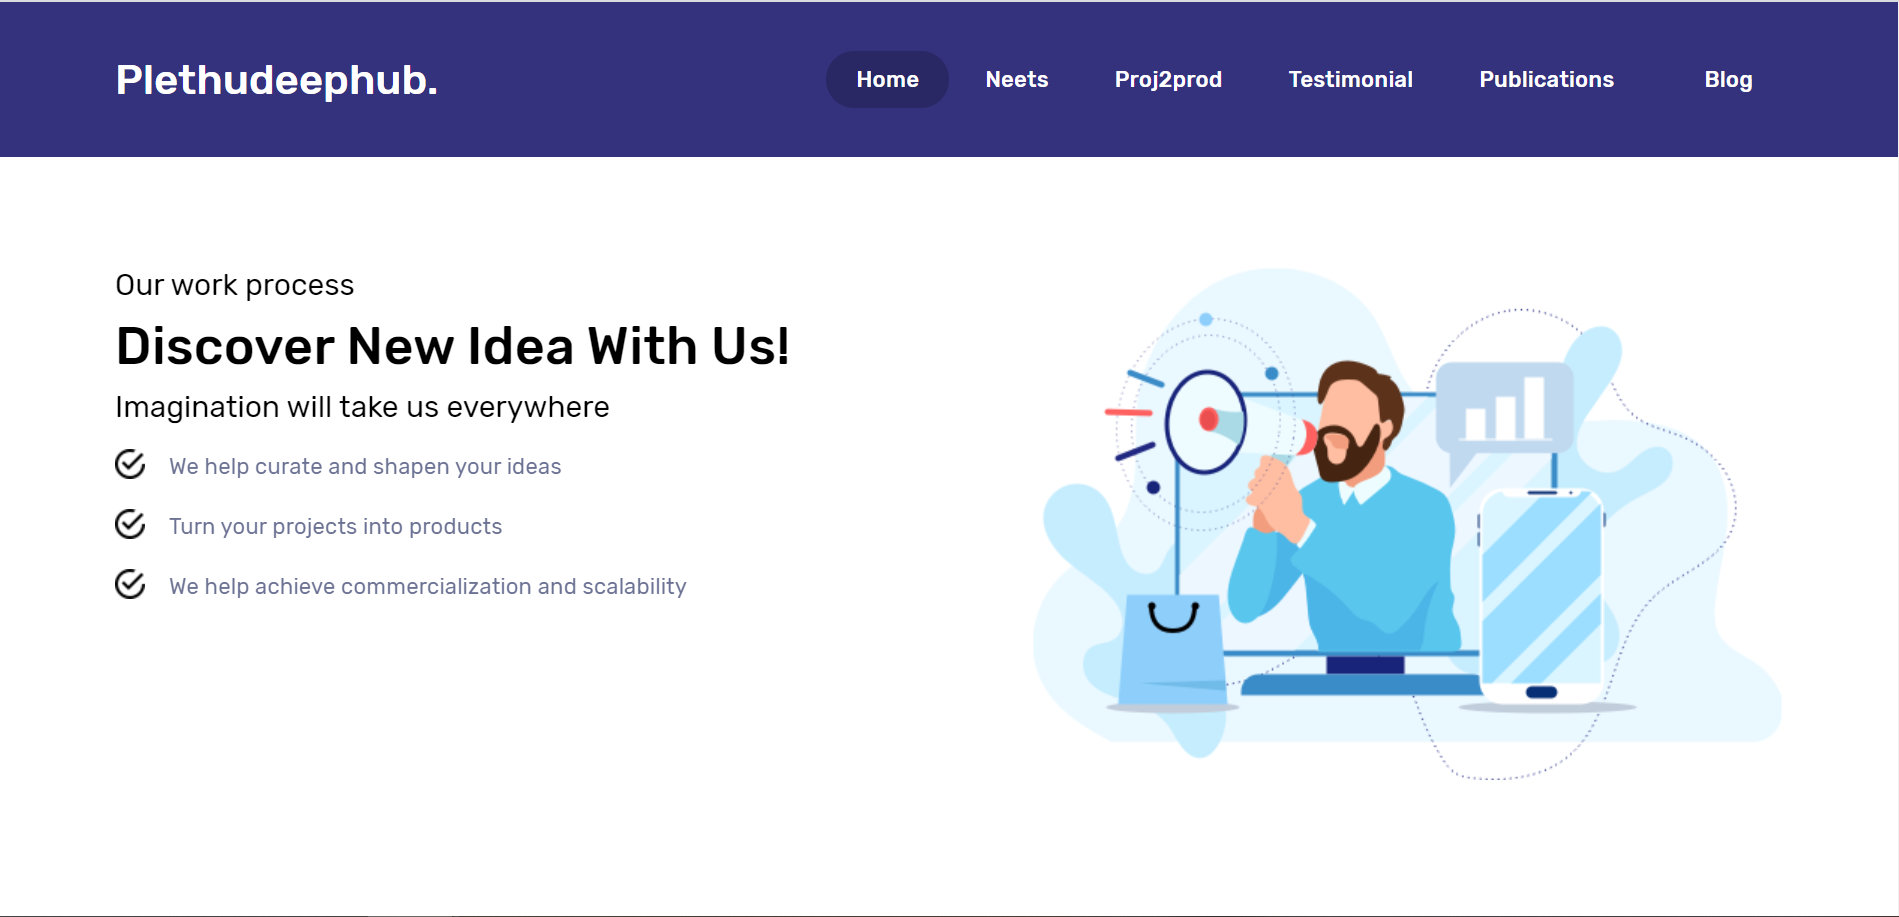 Plethudeephub.
Home Neets Proj2prod Testimonial Publications Blog
Our work process
Discover New Idea With Us!
Imagination will take us everywhere
We help curate and shapen your ideas
Turn your projects into products
We help achieve commercialization and scalability